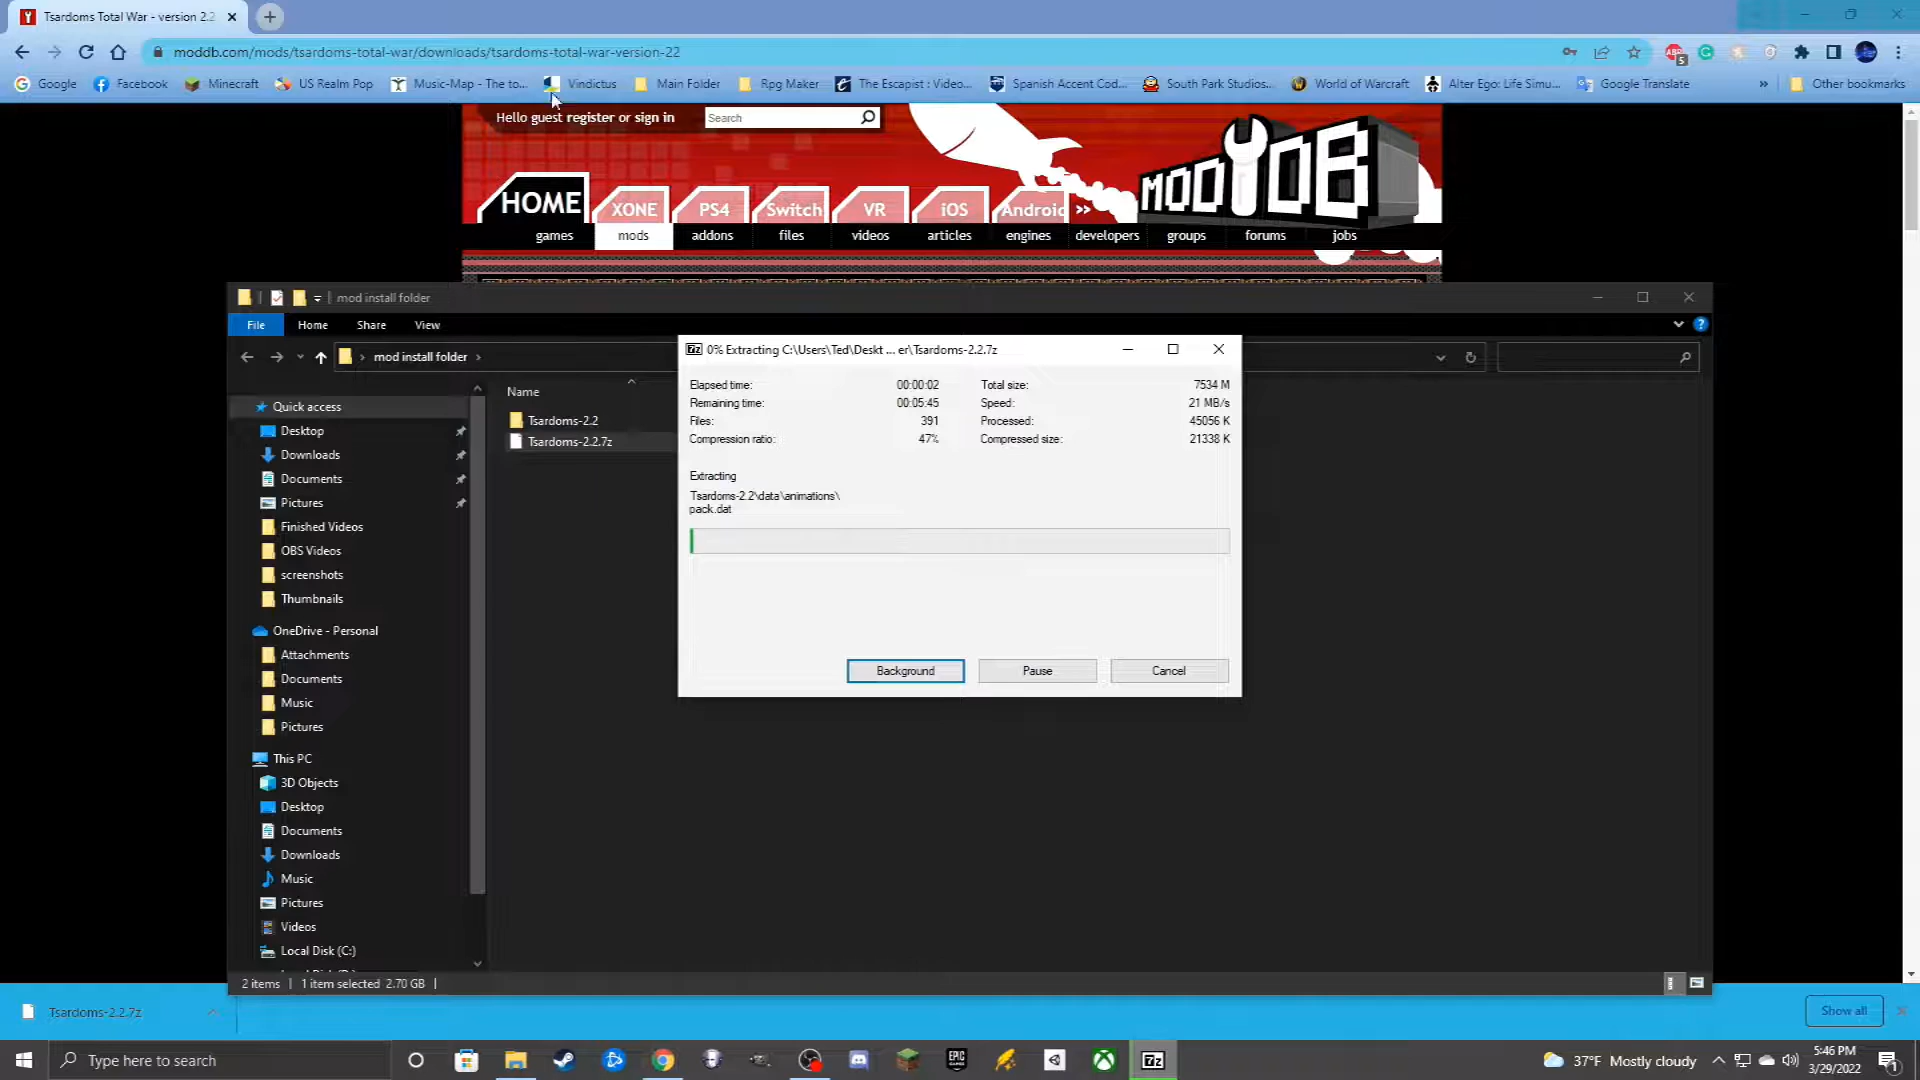 Tsardoms Total War - version 2.2
moddb.com/mods/tsardoms-total-war/downloads/tsardoms-total-war-version-22
5
Google Facebook Minecraft US Realm Pop Music-Map - The to... Vindictus Main Folder Rpg Maker The Escapist : Video... Spanish Accent Cod... South Park Studios... World of Warcraft Alter Ego: Life Simu... Google Translate » Other bookmarks
Hello guest register or sign in
Search
MODDB
HOME XONE PS4 Switch VR iOS Android >>
games mods addons files videos articles engines developers groups forums jobs
mod install folder
File Home Share View
mod install folder
7z 0% Extracting C:\Users\Ted\Deskt ... er\Tsardoms-2.2.7z
Elapsed time: 00:00:02 Total size: 7534 M
Remaining time: 00:05:45 Speed: 21 MB/s
Files: 391 Processed: 45056 K
Compression ratio: 47% Compressed size: 21338 K
Extracting
Tsardoms-2.2\data\animations\
pack.dat
Background Pause Cancel
Name
Tsardoms-2.2
Tsardoms-2.2.7z
Quick access
Desktop
Downloads
Documents
Pictures
Finished Videos
OBS Videos
screenshots
Thumbnails
OneDrive - Personal
Attachments
Documents
Music
Pictures
This PC
3D Objects
Desktop
Documents
Downloads
Music
Pictures
Videos
Local Disk (C:)
2 items 1 item selected 2.70 GB
Tsardoms-2.2.7z
Show all
Type here to search
EPIC GAMES
7z
37°F Mostly cloudy
5:46 PM
3/29/2022
1